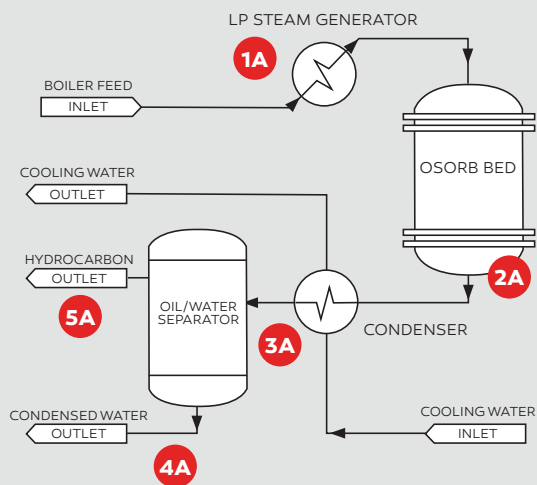 LP STEAM GENERATOR
1A
BOILER FEED
INLET
OSORB BED
COOLING WATER
OUTLET
HYDROCARBON
OUTLET
5A
OIL/WATER
SEPARATOR
2A
3A
CONDENSER
CONDENSED WATER
OUTLET
4A
COOLING WATER
INLET